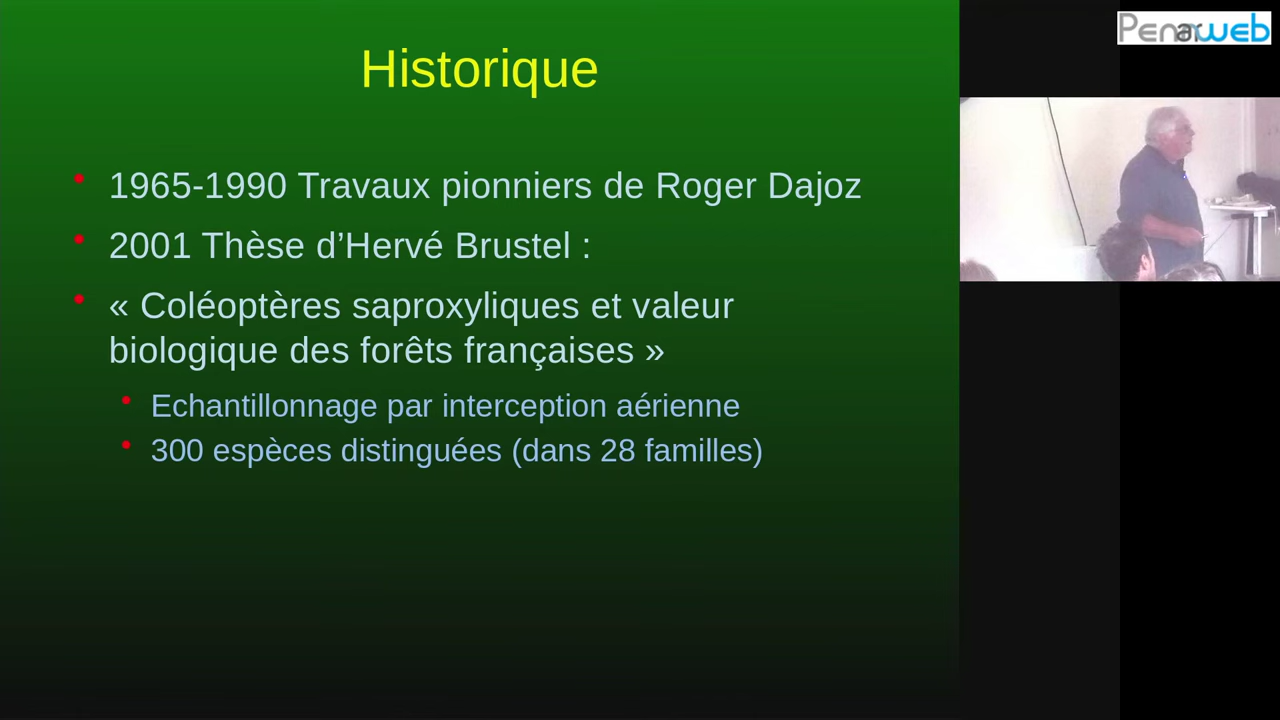 Penarweb
Historique
1965-1990 Travaux pionniers de Roger Dajoz
2001 Thèse d’Hervé Brustel :
« Coléoptères saproxyliques et valeur
biologique des forêts françaises »
Echantillonnage par interception aérienne
300 espèces distinguées (dans 28 familles)